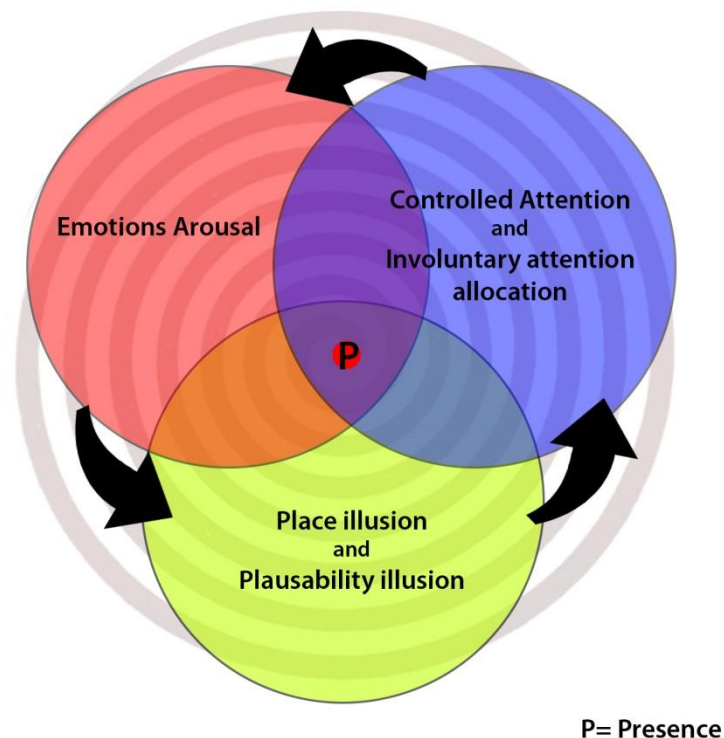 Emotions Arousal
Controlled Attention
and
Involuntary attention
allocation
P
Place illusion
and
Plausability illusion
P= Presence